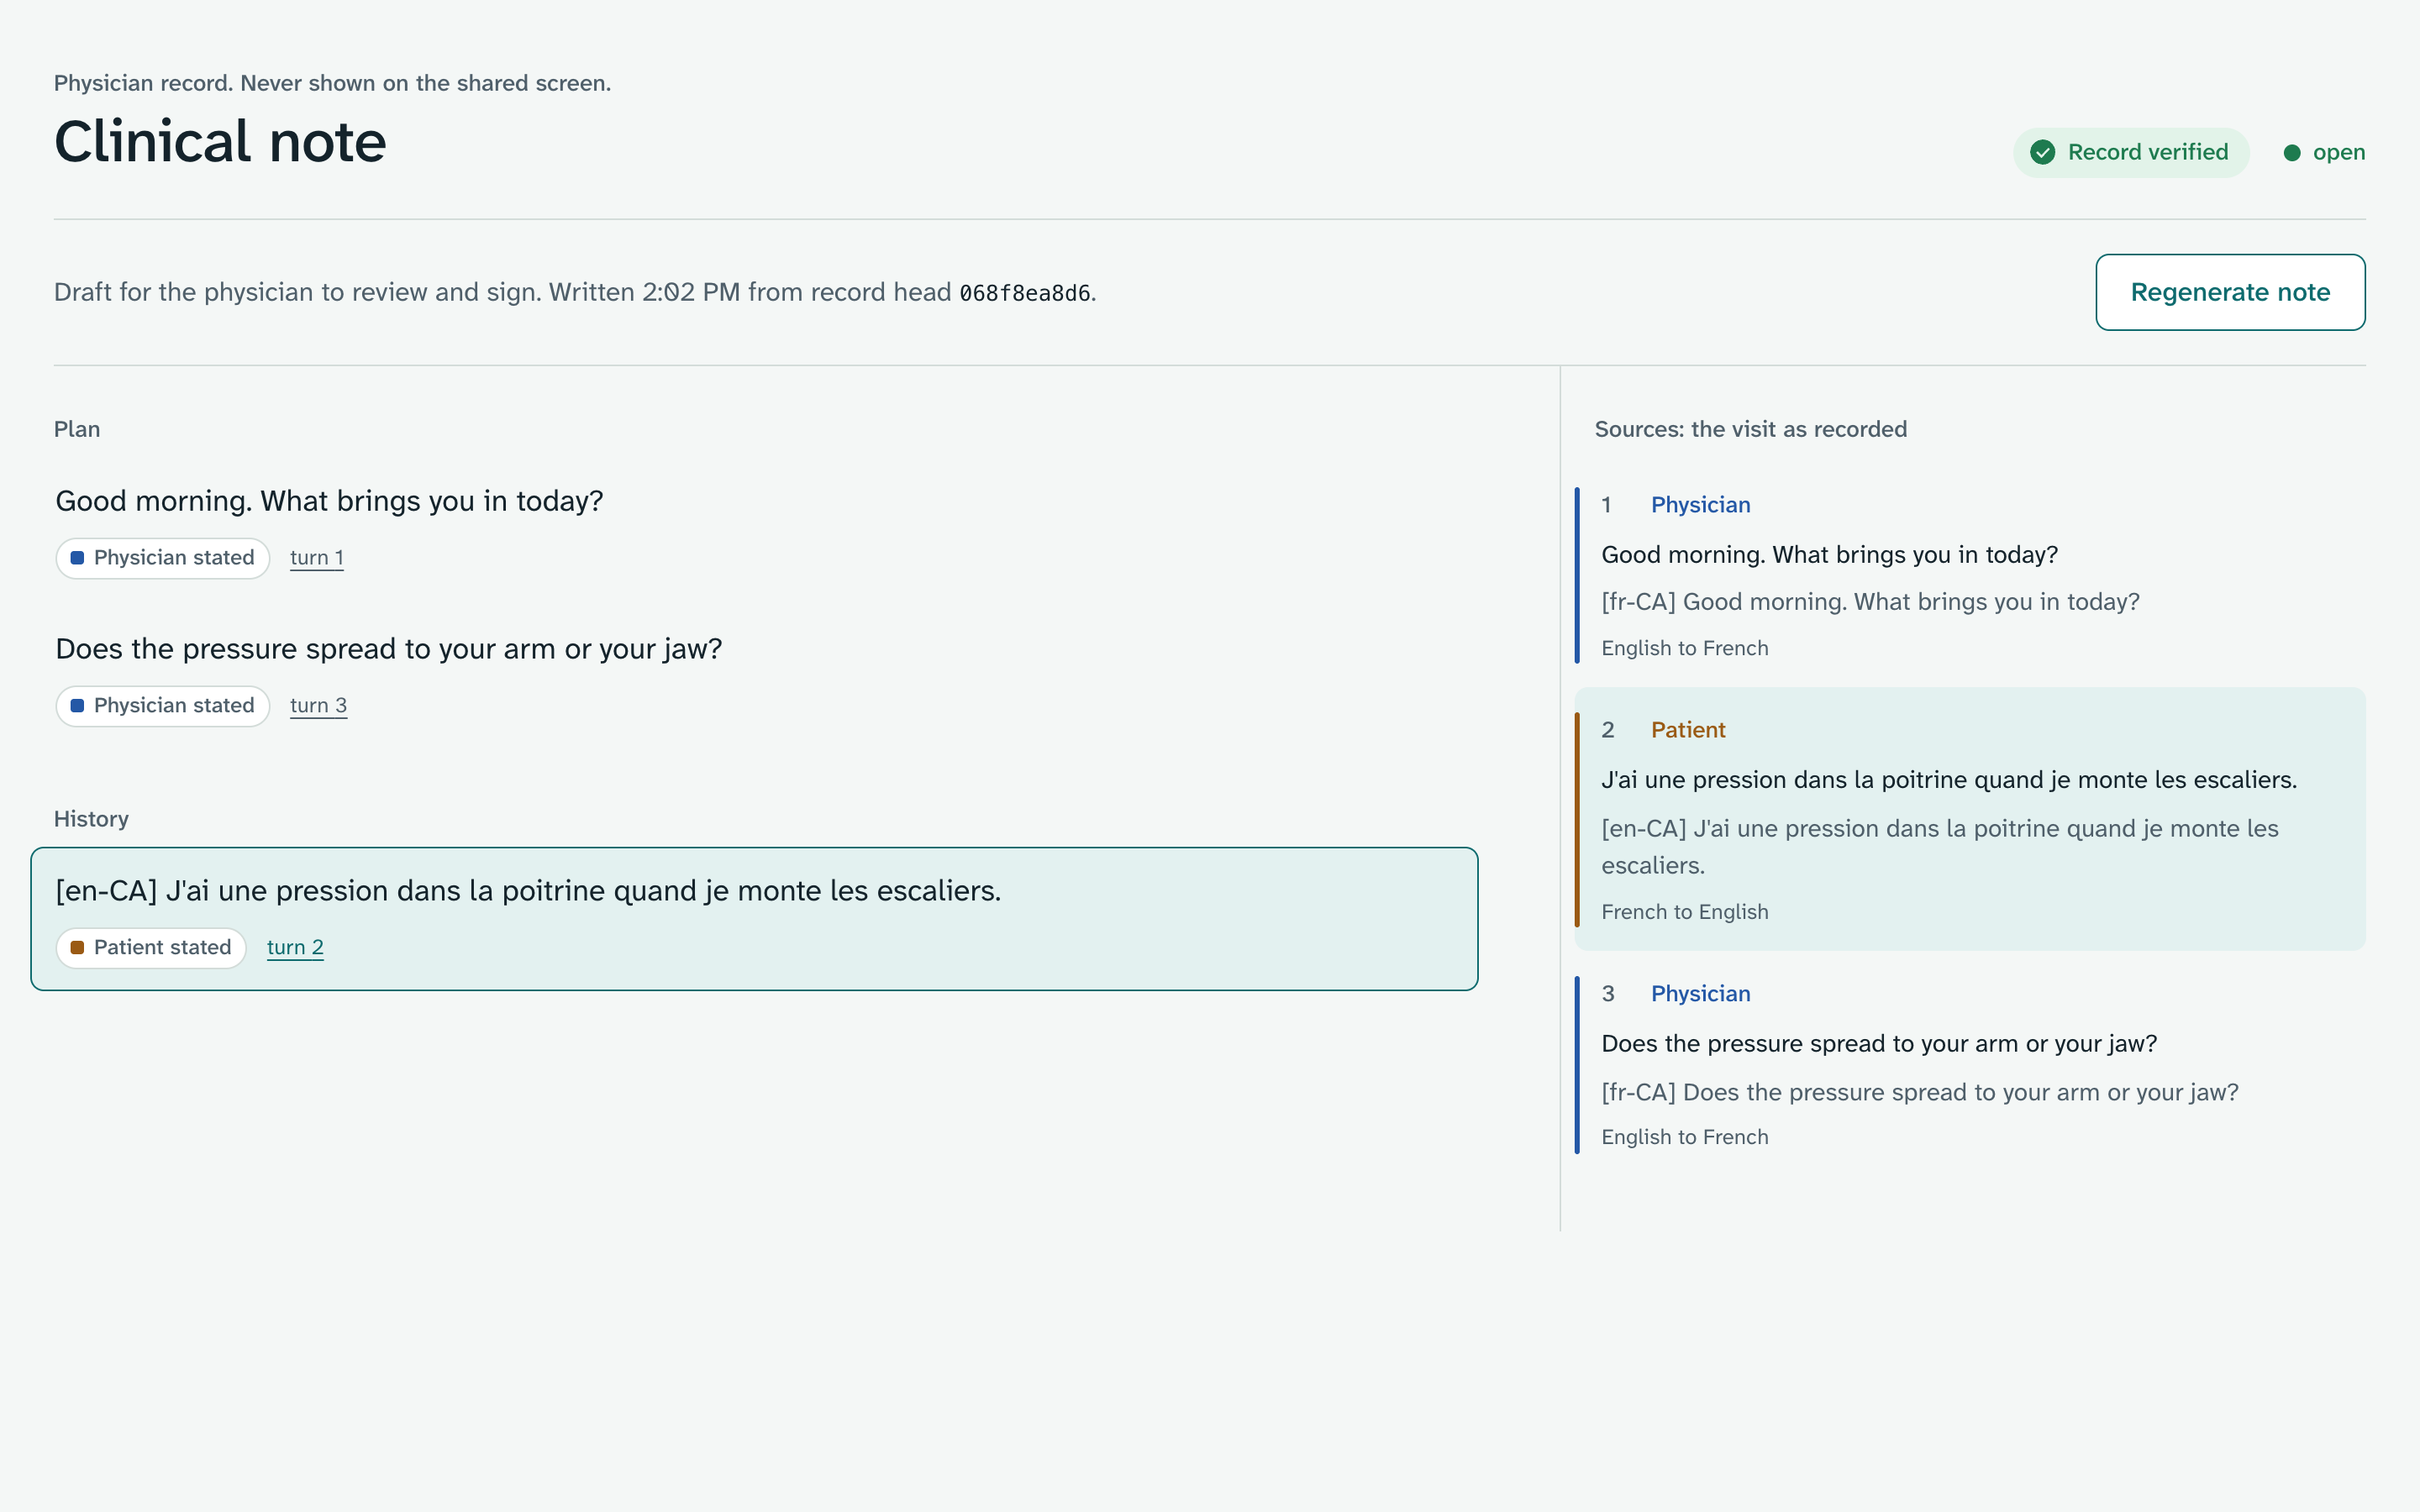 Physician record. Never shown on the shared screen.
Clinical note
Record verified
open
Draft for the physician to review and sign. Written 2:02 PM from record head 068f8ea8d6.
Regenerate note
Plan
Good morning. What brings you in today?
Physician stated turn 1
Does the pressure spread to your arm or your jaw?
Physician stated turn 3
History
[en-CA] J'ai une pression dans la poitrine quand je monte les escaliers.
Patient stated turn 2
Sources: the visit as recorded
1 Physician
Good morning. What brings you in today?
[fr-CA] Good morning. What brings you in today?
English to French
2 Patient
J'ai une pression dans la poitrine quand je monte les escaliers.
[en-CA] J'ai une pression dans la poitrine quand je monte les
escaliers.
French to English
3 Physician
Does the pressure spread to your arm or your jaw?
[fr-CA] Does the pressure spread to your arm or your jaw?
English to French